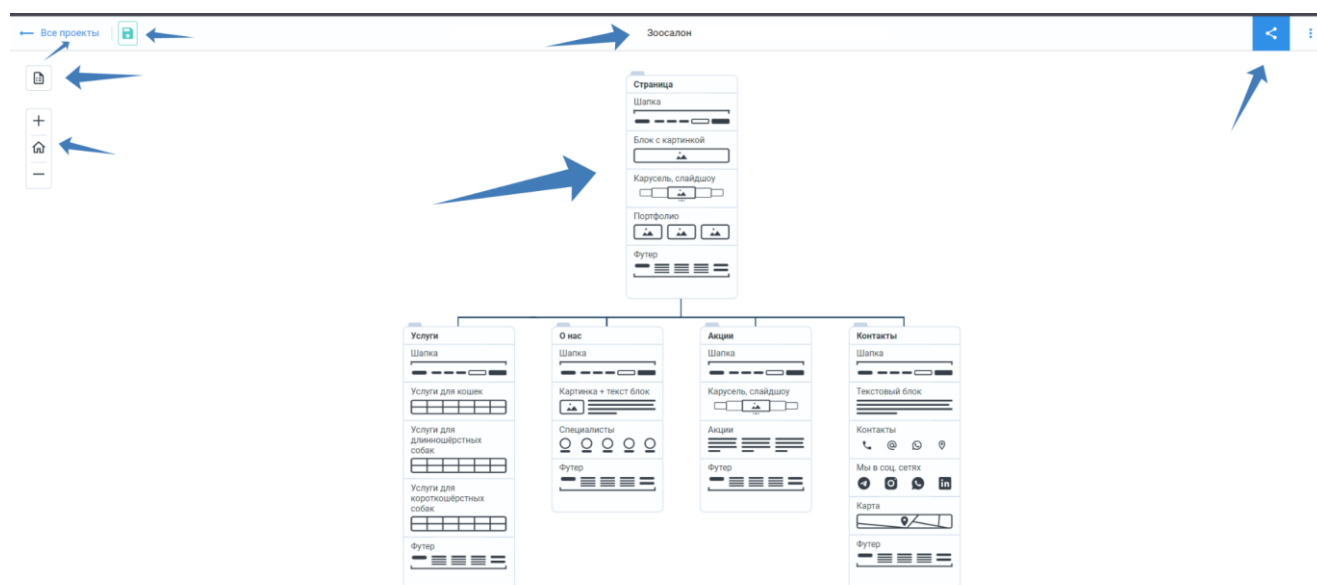 Все проекты
Зоосалон
Страница
Шапка
Блок с картинкой
Карусель, слайдшоу
Портфолио
Футер
Услуги
Шапка
Услуги для кошек
Услуги для
длинношёрстных
собак
Услуги для
короткошёрстных
собак
Футер
О нас
Шапка
Картинка + текст блок
Специалисты
Футер
Акции
Шапка
Карусель, слайдшоу
Акции
Футер
Контакты
Шапка
Текстовый блок
Контакты
Мы в соц. сетях
Карта
Футер